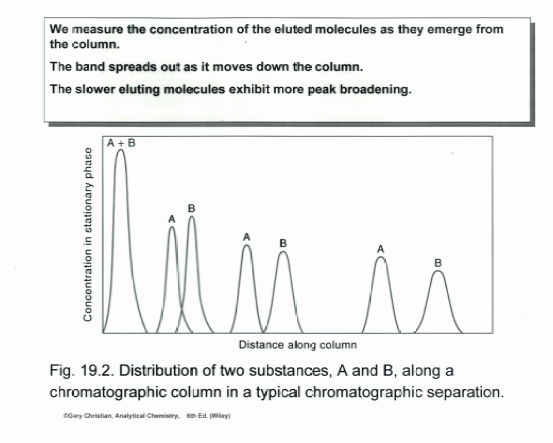 We measure the concentration of the eluted molecules as they emerge from
the column.
The band spreads out as it moves down the column.
The slower eluting molecules exhibit more peak broadening.
A + B
A
B
A
B
A
B
Concentration in stationary phase
Distance along column
Fig. 19.2. Distribution of two substances, A and B, along a
chromatographic column in a typical chromatographic separation.
©Gary Christian, Analytical Chemistry, 6th Ed. (Wiley)